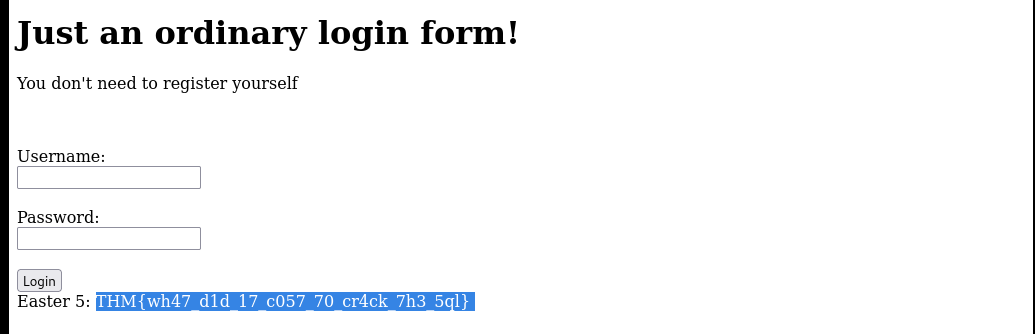 Just an ordinary login form!
You don't need to register yourself
Username:
Password:
Login
Easter 5: THM{wh47_d1d_17_c057_70_cr4ck_7h3_5ql}